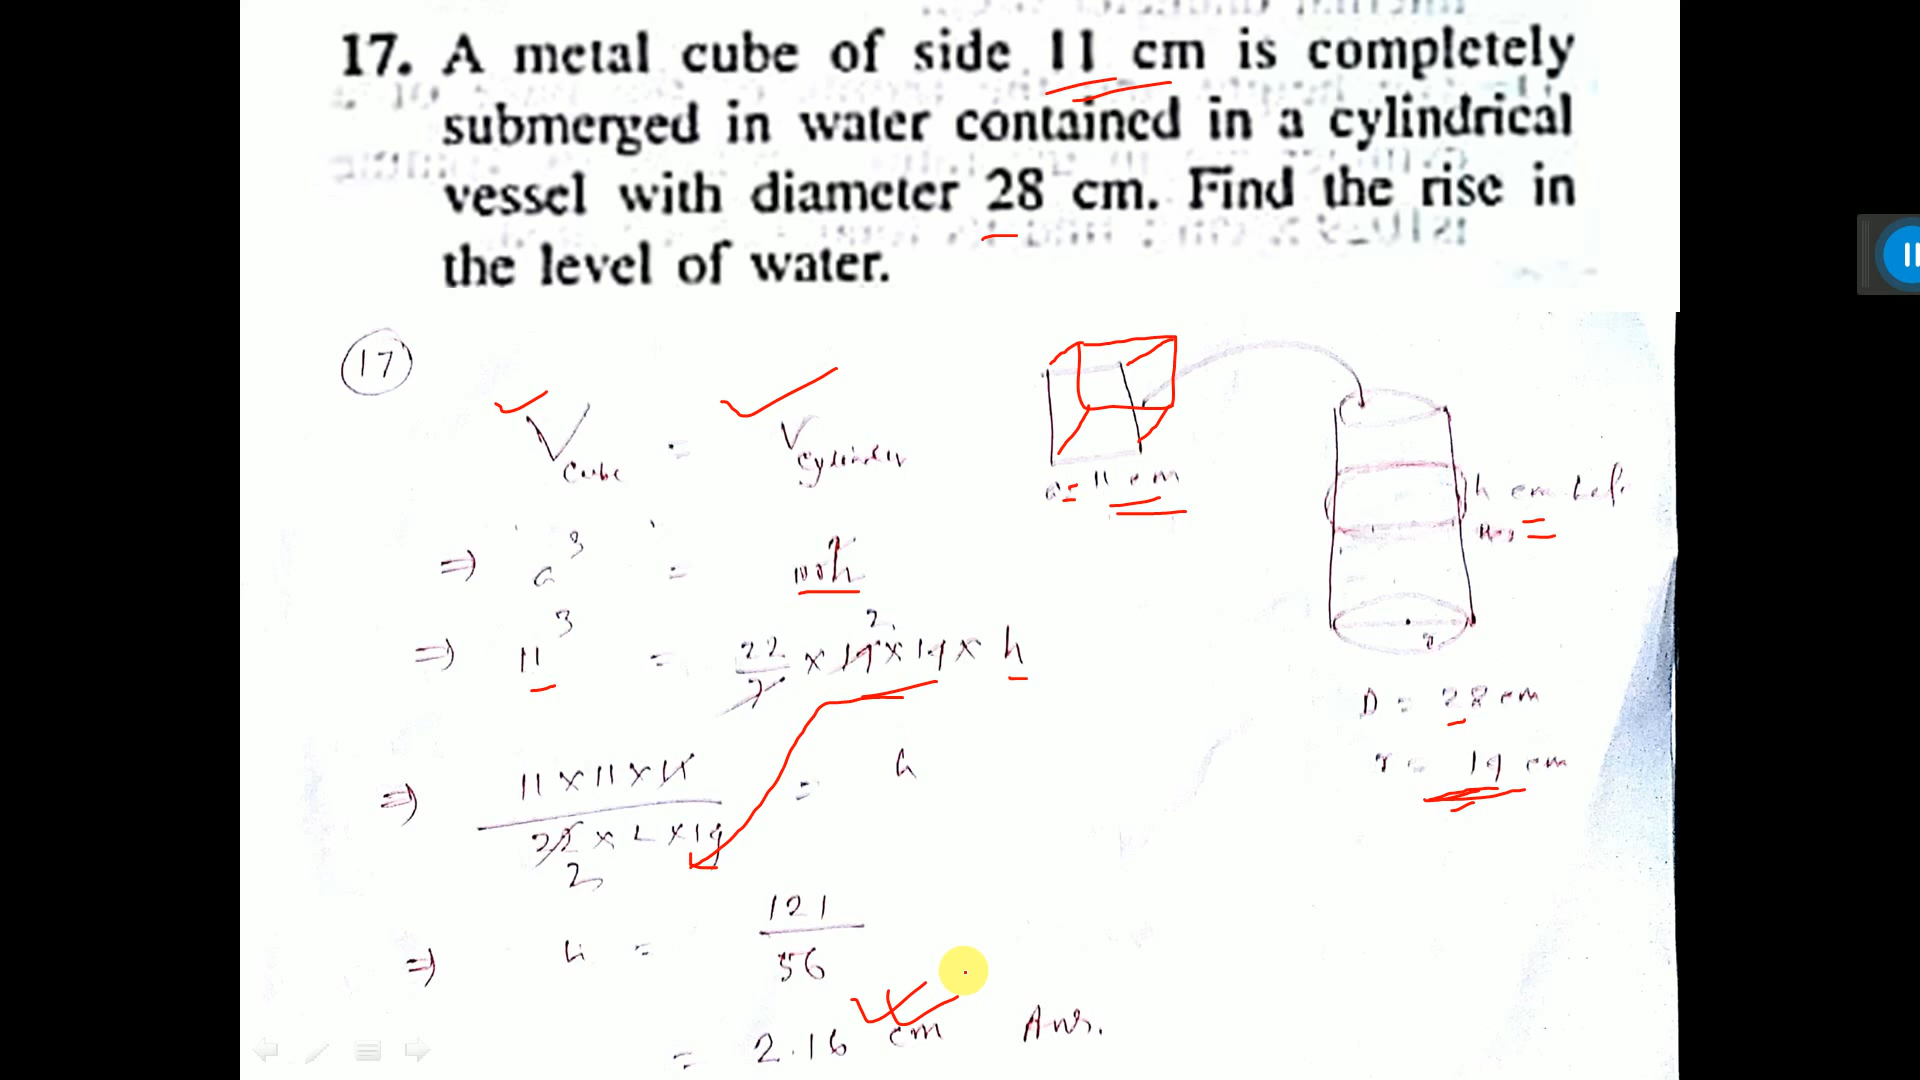 17. A metal cube of side 11 cm is completely
submerged in water contained in a cylindrical
vessel with diameter 28 cm. Find the rise in
the level of water.
17
V cube = V cylinder
a = 11 cm
h cm
⇒ a³ = πr²h
⇒ 11³ = 22/7 × 14 × 14 × h
2
D = 28 cm
r = 14 cm
⇒ 11 × 11 × 11 / 22 × 2 × 14 = h
2
⇒ h = 121/56
= 2.16 cm Ans.
r